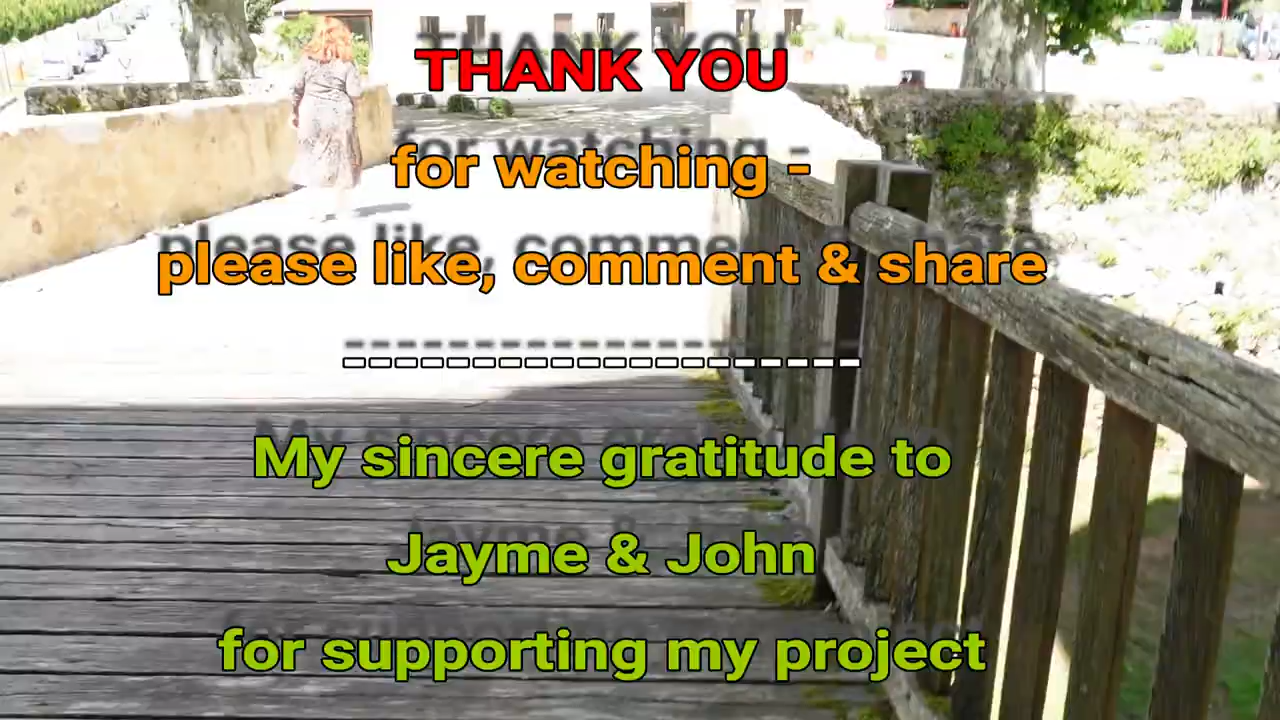 THANK YOU
for watching -
please like, comment & share
--------------------
My sincere gratitude to
Jayme & John
for supporting my project